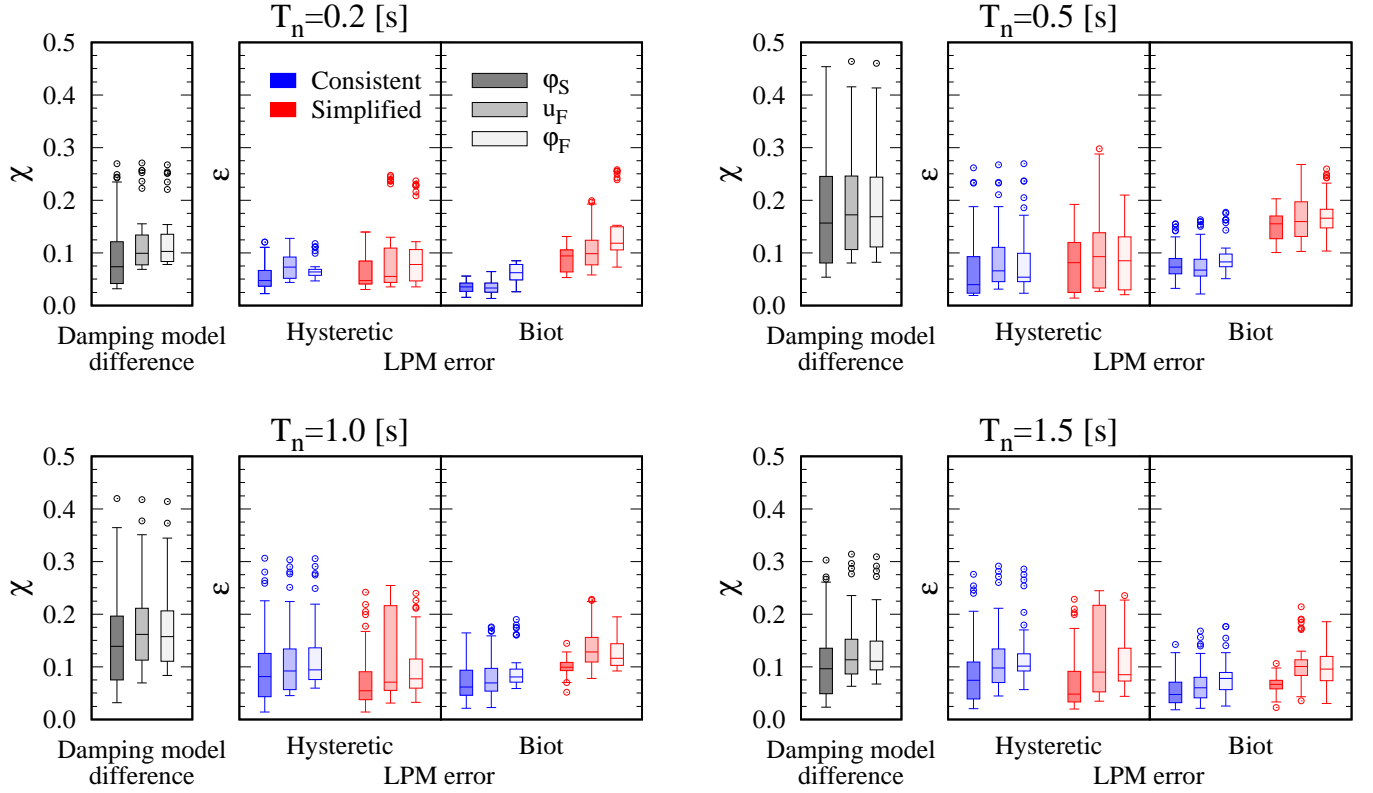 T_n=0.2 [s]
0.5
0.4
0.3
0.2
0.1
0.0
χ
ε
Consistent
Simplified
φ_S
u_F
φ_F
Damping model
difference
Hysteretic
Biot
LPM error
T_n=0.5 [s]
0.5
0.4
0.3
0.2
0.1
0.0
χ
ε
Damping model
difference
Hysteretic
Biot
LPM error
T_n=1.0 [s]
0.5
0.4
0.3
0.2
0.1
0.0
χ
ε
Damping model
difference
Hysteretic
Biot
LPM error
T_n=1.5 [s]
0.5
0.4
0.3
0.2
0.1
0.0
χ
ε
Damping model
difference
Hysteretic
Biot
LPM error